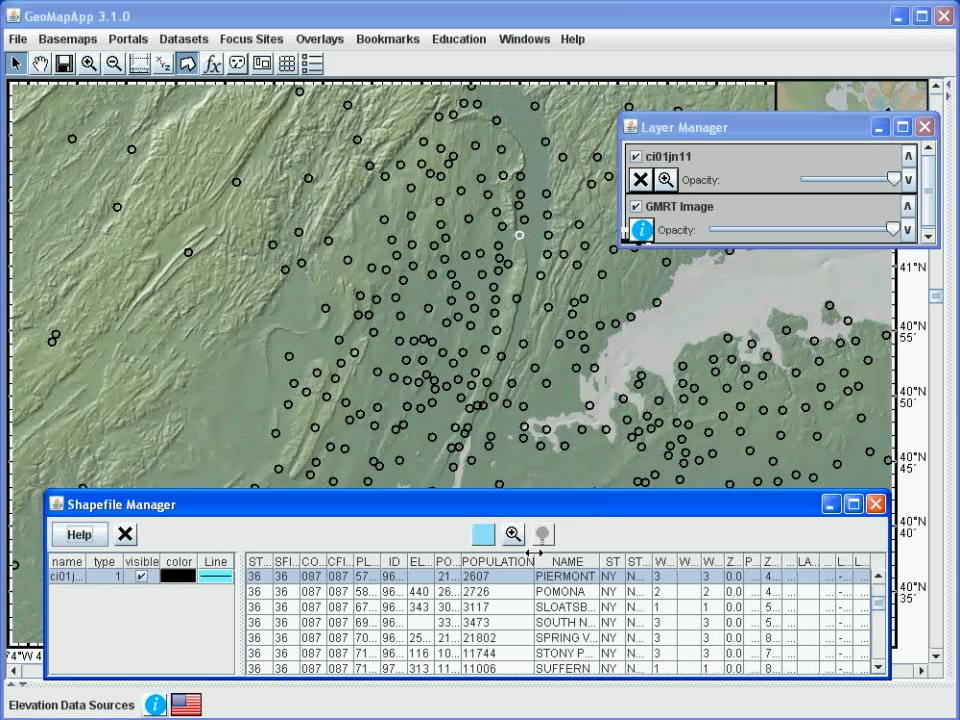 GeoMapApp 3.1.0
File Basemaps Portals Datasets Focus Sites Overlays Bookmarks Education Windows Help
Layer Manager
ci01jn11
Opacity:
GMRT Image
Opacity:
41°N
40°N
55'
40°N
50'
40°N
45'
40°N
40'
40°N
35'
74°W 4
Shapefile Manager
Help
name type visible color Line
ci01j... 1
ST... SFI... CO... CFI... PL... ID EL... PO... POPULATION NAME ST ST... W... W... W... Z... P... Z... ... LA... ... L... L...
36 36 087 087 57... 96... 21... 2607 PIERMONT NY N... 3 3 0.0 ... 4... ... ... -... ...
36 36 087 087 58... 96... 440 26... 2726 POMONA NY N... 2 2 0.0 ... 4... ... ... -... ...
36 36 087 087 67... 96... 343 30... 3117 SLOATSB... NY N... 1 1 0.0 ... 5... ... ... -... ...
36 36 087 087 69... 96... 33... 3473 SOUTH N... NY N... 3 3 0.0 ... 5... ... ... -... ...
36 36 087 087 70... 96... 25... 21... 21802 SPRING V... NY N... 3 3 0.0 ... 8... ... ... -... ...
36 36 087 087 71... 96... 116 10... 11744 STONY P... NY N... 3 3 0.0 ... 7... ... ... -... ...
36 36 087 087 71... 97... 313 11... 11006 SUFFERN NY N... 1 1 0.0 ... 8... ... ... -... ...
Elevation Data Sources